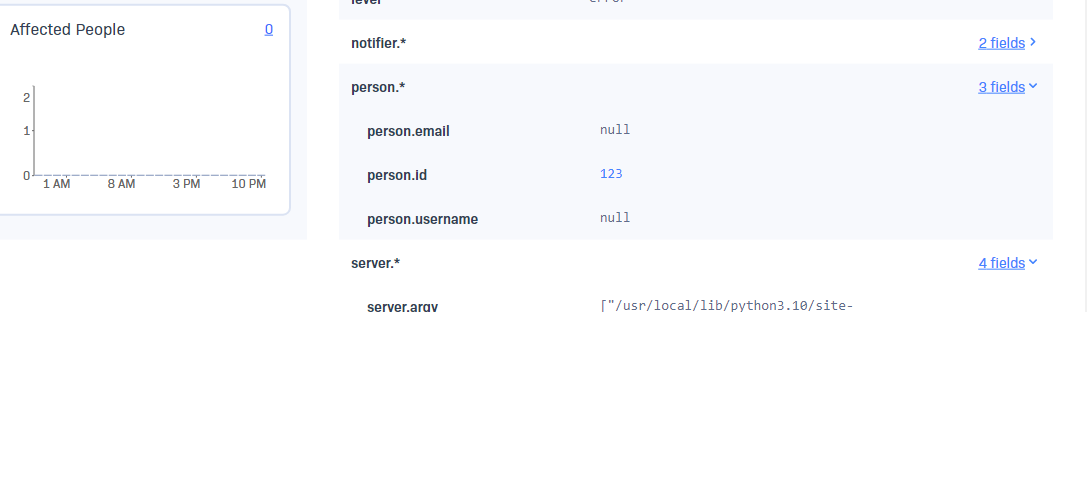 Affected People 0
2
1
0
1 AM 8 AM 3 PM 10 PM
level error
notifier.* 2 fields
person.* 3 fields
person.email null
person.id 123
person.username null
server.* 4 fields
server.argv ["/usr/local/lib/python3.10/site-